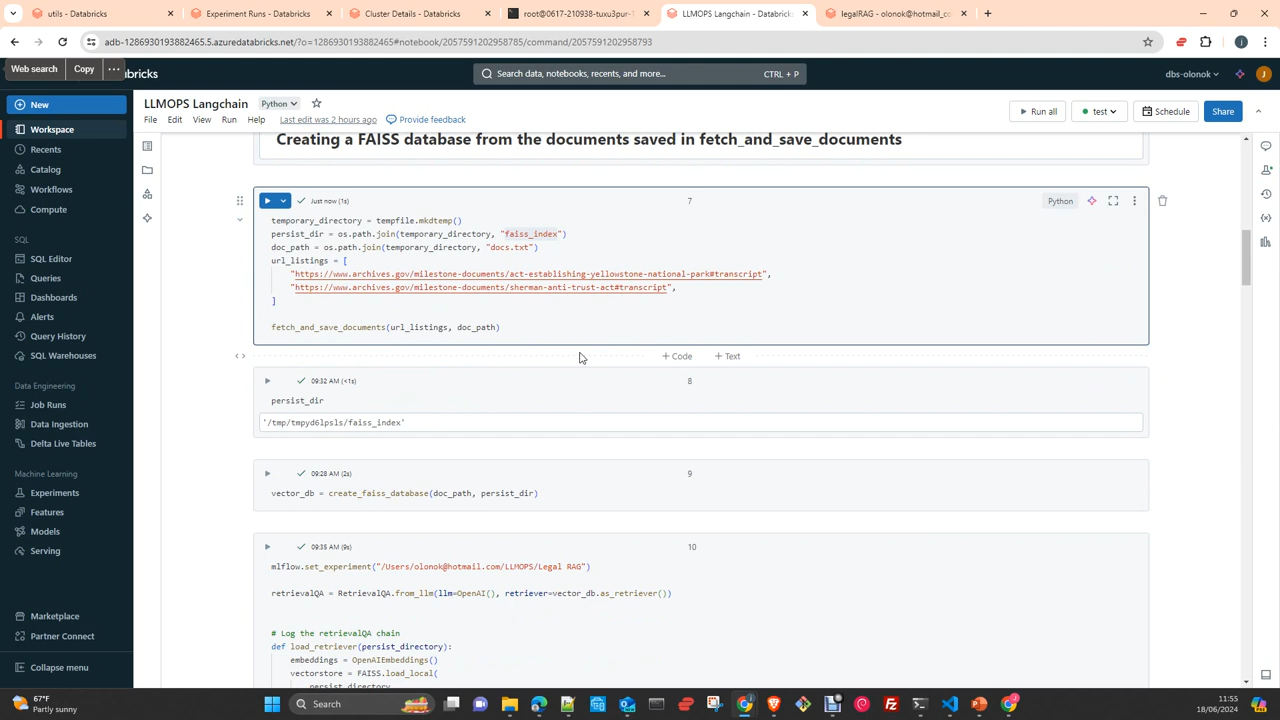 utils - Databricks
Experiment Runs - Databricks
Cluster Details - Databricks
root@0617-210938-tuxu3pur-1
LLMOPS Langchain - Databricks
legalRAG - olonok@hotmail_co
adb-1286930193882465.5.azuredatabricks.net/?o=1286930193882465#notebook/2057591202958785/command/2057591202958793
Web search
Copy
bricks
Search data, notebooks, recents, and more...
CTRL + P
dbs-olonok
J
New
Workspace
Recents
Catalog
Workflows
Compute
SQL
SQL Editor
Queries
Dashboards
Alerts
Query History
SQL Warehouses
Data Engineering
Job Runs
Data Ingestion
Delta Live Tables
Machine Learning
Experiments
Features
Models
Serving
Marketplace
Partner Connect
Collapse menu
LLMOPS Langchain
Python
File Edit View Run Help
Last edit was 2 hours ago
Provide feedback
Run all
test
Schedule
Share
Creating a FAISS database from the documents saved in fetch_and_save_documents
Just now (1s)
7
Python
temporary_directory = tempfile.mkdtemp()
persist_dir = os.path.join(temporary_directory, "faiss_index")
doc_path = os.path.join(temporary_directory, "docs.txt")
url_listings = [
"https://www.archives.gov/milestone-documents/act-establishing-yellowstone-national-park#transcript",
"https://www.archives.gov/milestone-documents/sherman-anti-trust-act#transcript",
]
fetch_and_save_documents(url_listings, doc_path)
+ Code
+ Text
09:32 AM (<1s)
8
persist_dir
'/tmp/tmpyd6lpsls/faiss_index'
09:28 AM (2s)
9
vector_db = create_faiss_database(doc_path, persist_dir)
09:35 AM (9s)
10
mlflow.set_experiment("/Users/olonok@hotmail.com/LLMOPS/Legal RAG")
retrievalQA = RetrievalQA.from_llm(llm=OpenAI(), retriever=vector_db.as_retriever())
# Log the retrievalQA chain
def load_retriever(persist_directory):
embeddings = OpenAIEmbeddings()
vectorstore = FAISS.load_local(
persist_directory
67°F
Partly sunny
Search
11:55
18/06/2024